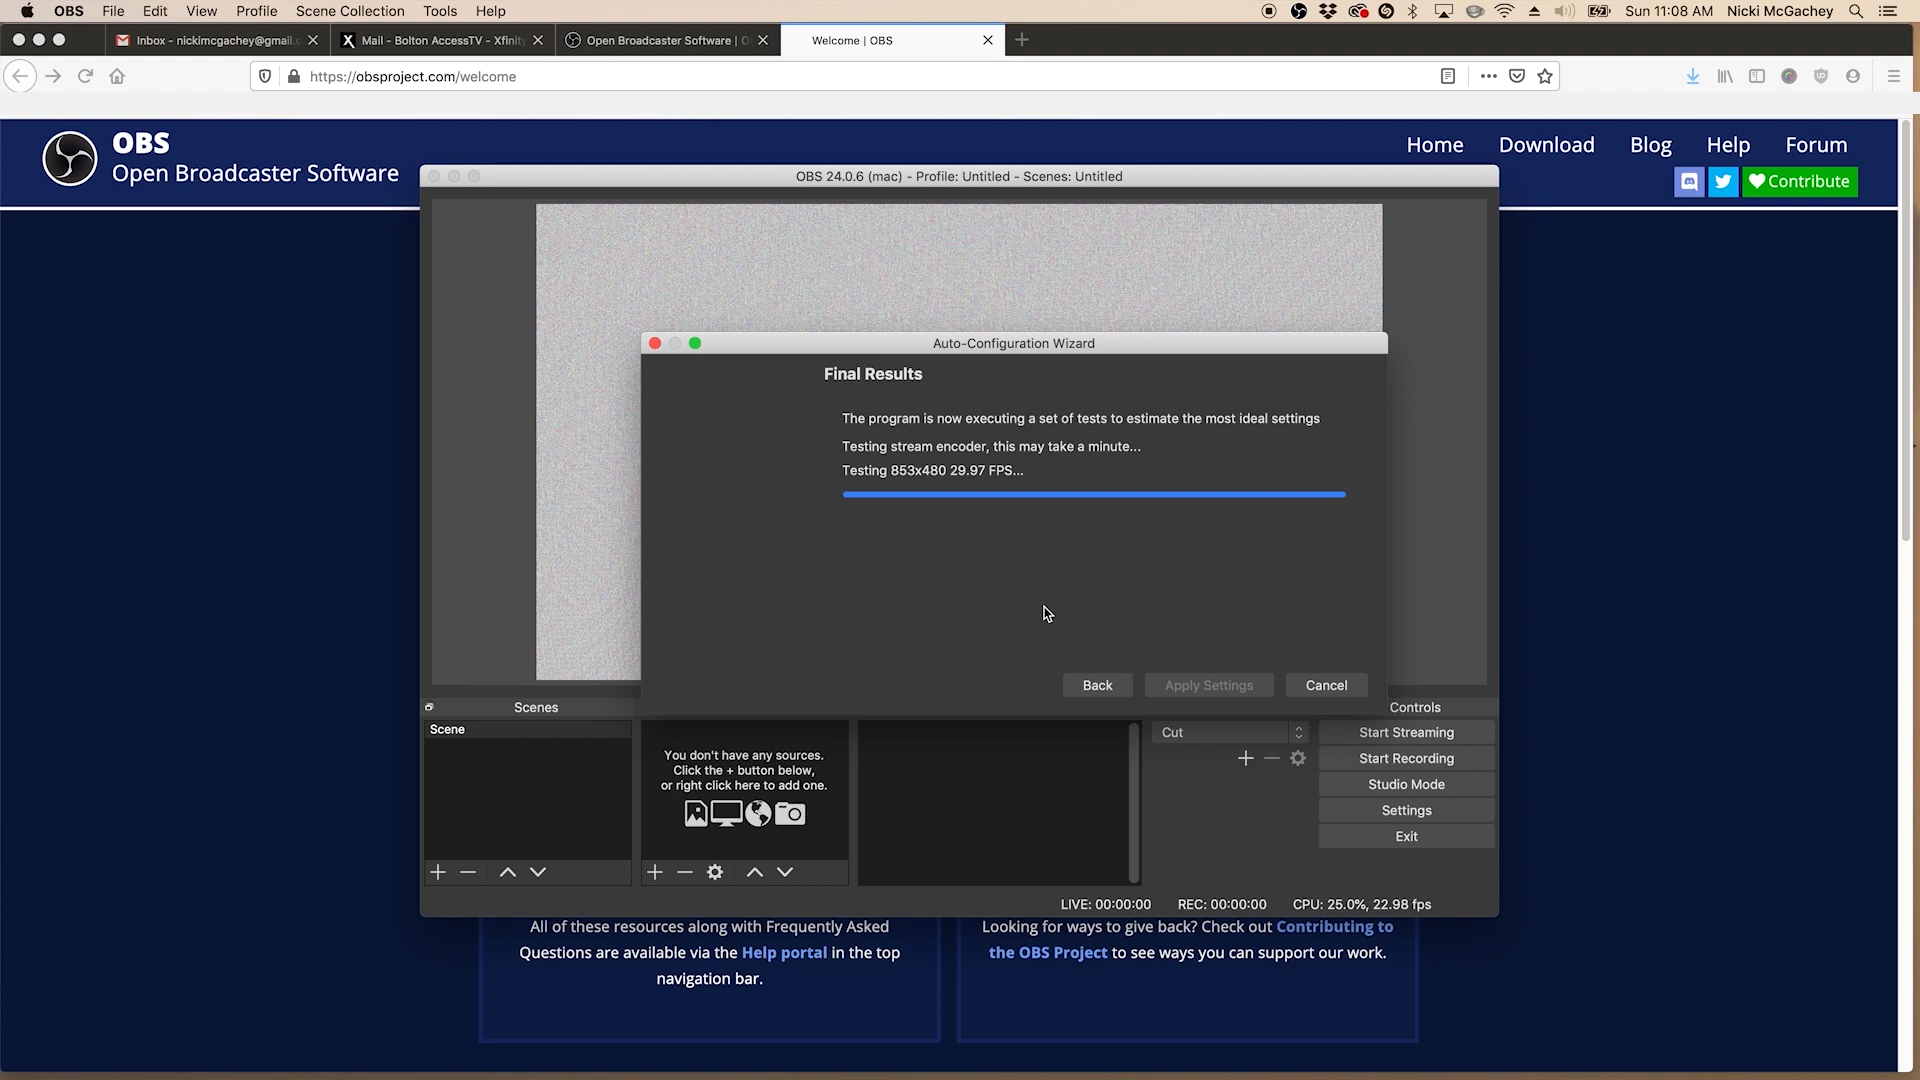 OBS File Edit View Profile Scene Collection Tools Help Sun 11:08 AM Nicki McGachey
Inbox - nickimcgachey@gmail. Mail - Bolton AccessTV - Xfinity Open Broadcaster Software | O Welcome | OBS
https://obsproject.com/welcome
OBS
Open Broadcaster Software
Home Download Blog Help Forum
Contribute
OBS 24.0.6 (mac) - Profile: Untitled - Scenes: Untitled
Auto-Configuration Wizard
Final Results
The program is now executing a set of tests to estimate the most ideal settings
Testing stream encoder, this may take a minute...
Testing 853x480 29.97 FPS...
Back Apply Settings Cancel
Scenes
Controls
Scene
You don't have any sources.
Click the + button below,
or right click here to add one.
Cut
Start Streaming
Start Recording
Studio Mode
Settings
Exit
LIVE: 00:00:00 REC: 00:00:00 CPU: 25.0%, 22.98 fps
All of these resources along with Frequently Asked
Questions are available via the Help portal in the top
navigation bar.
Looking for ways to give back? Check out Contributing to
the OBS Project to see ways you can support our work.